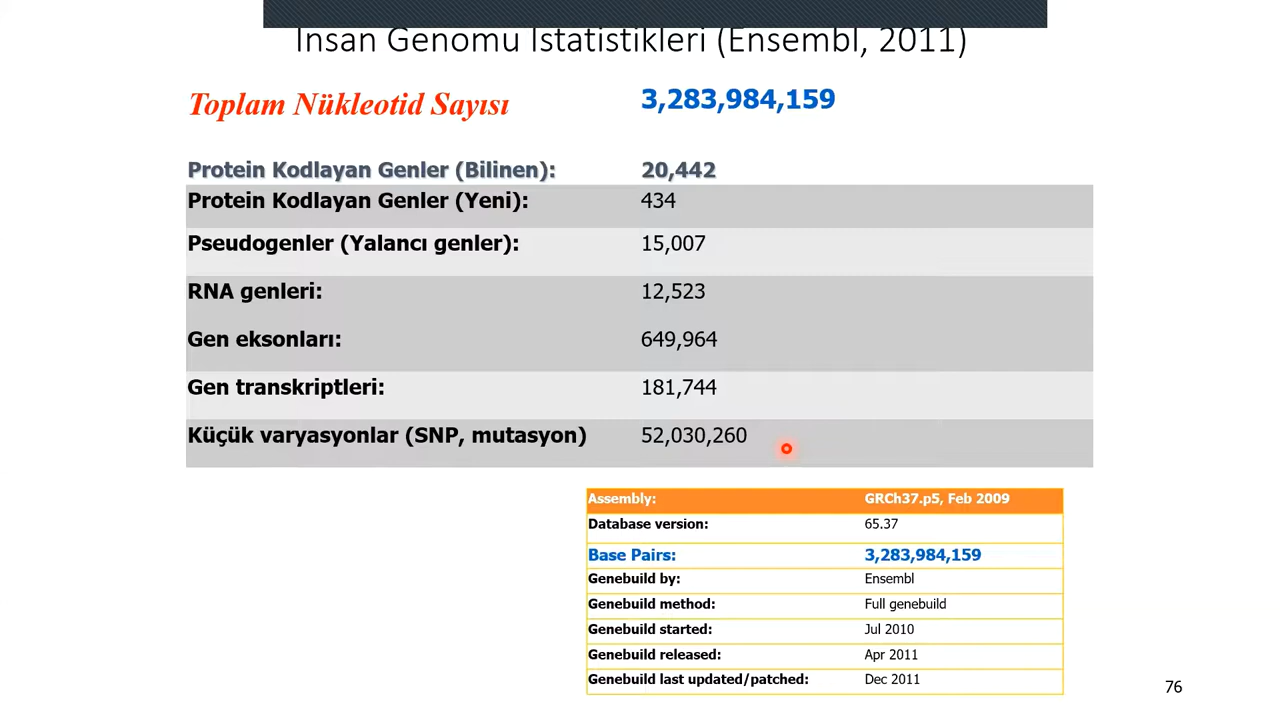 İnsan Genomu İstatistikleri (Ensembl, 2011)
Toplam Nükleotid Sayısı 3,283,984,159
Protein Kodlayan Genler (Bilinen): 20,442
Protein Kodlayan Genler (Yeni): 434
Pseudogenler (Yalancı genler): 15,007
RNA genleri: 12,523
Gen eksonları: 649,964
Gen transkriptleri: 181,744
Küçük varyasyonlar (SNP, mutasyon) 52,030,260
Assembly: GRCh37.p5, Feb 2009
Database version: 65.37
Base Pairs: 3,283,984,159
Genebuild by: Ensembl
Genebuild method: Full genebuild
Genebuild started: Jul 2010
Genebuild released: Apr 2011
Genebuild last updated/patched: Dec 2011
76